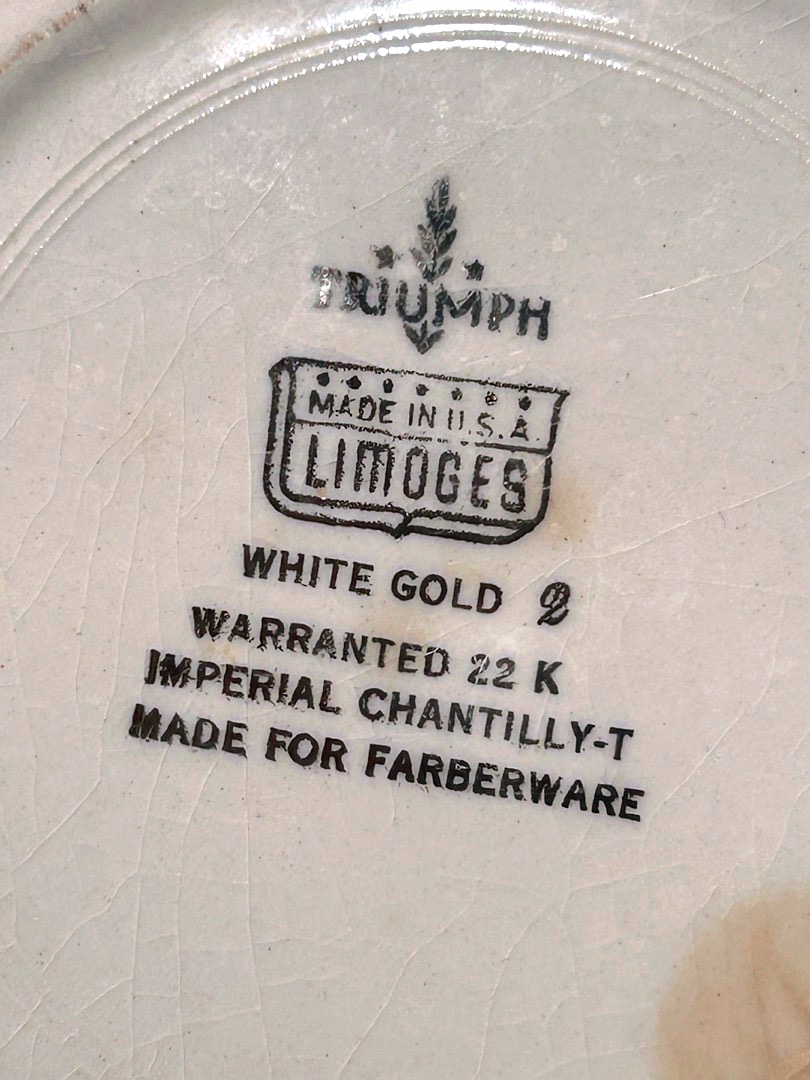 TRIUMPH
MADE IN U.S.A.
LIMOGES
WHITE GOLD 2
WARRANTED 22 K
IMPERIAL CHANTILLY-T
MADE FOR FARBERWARE